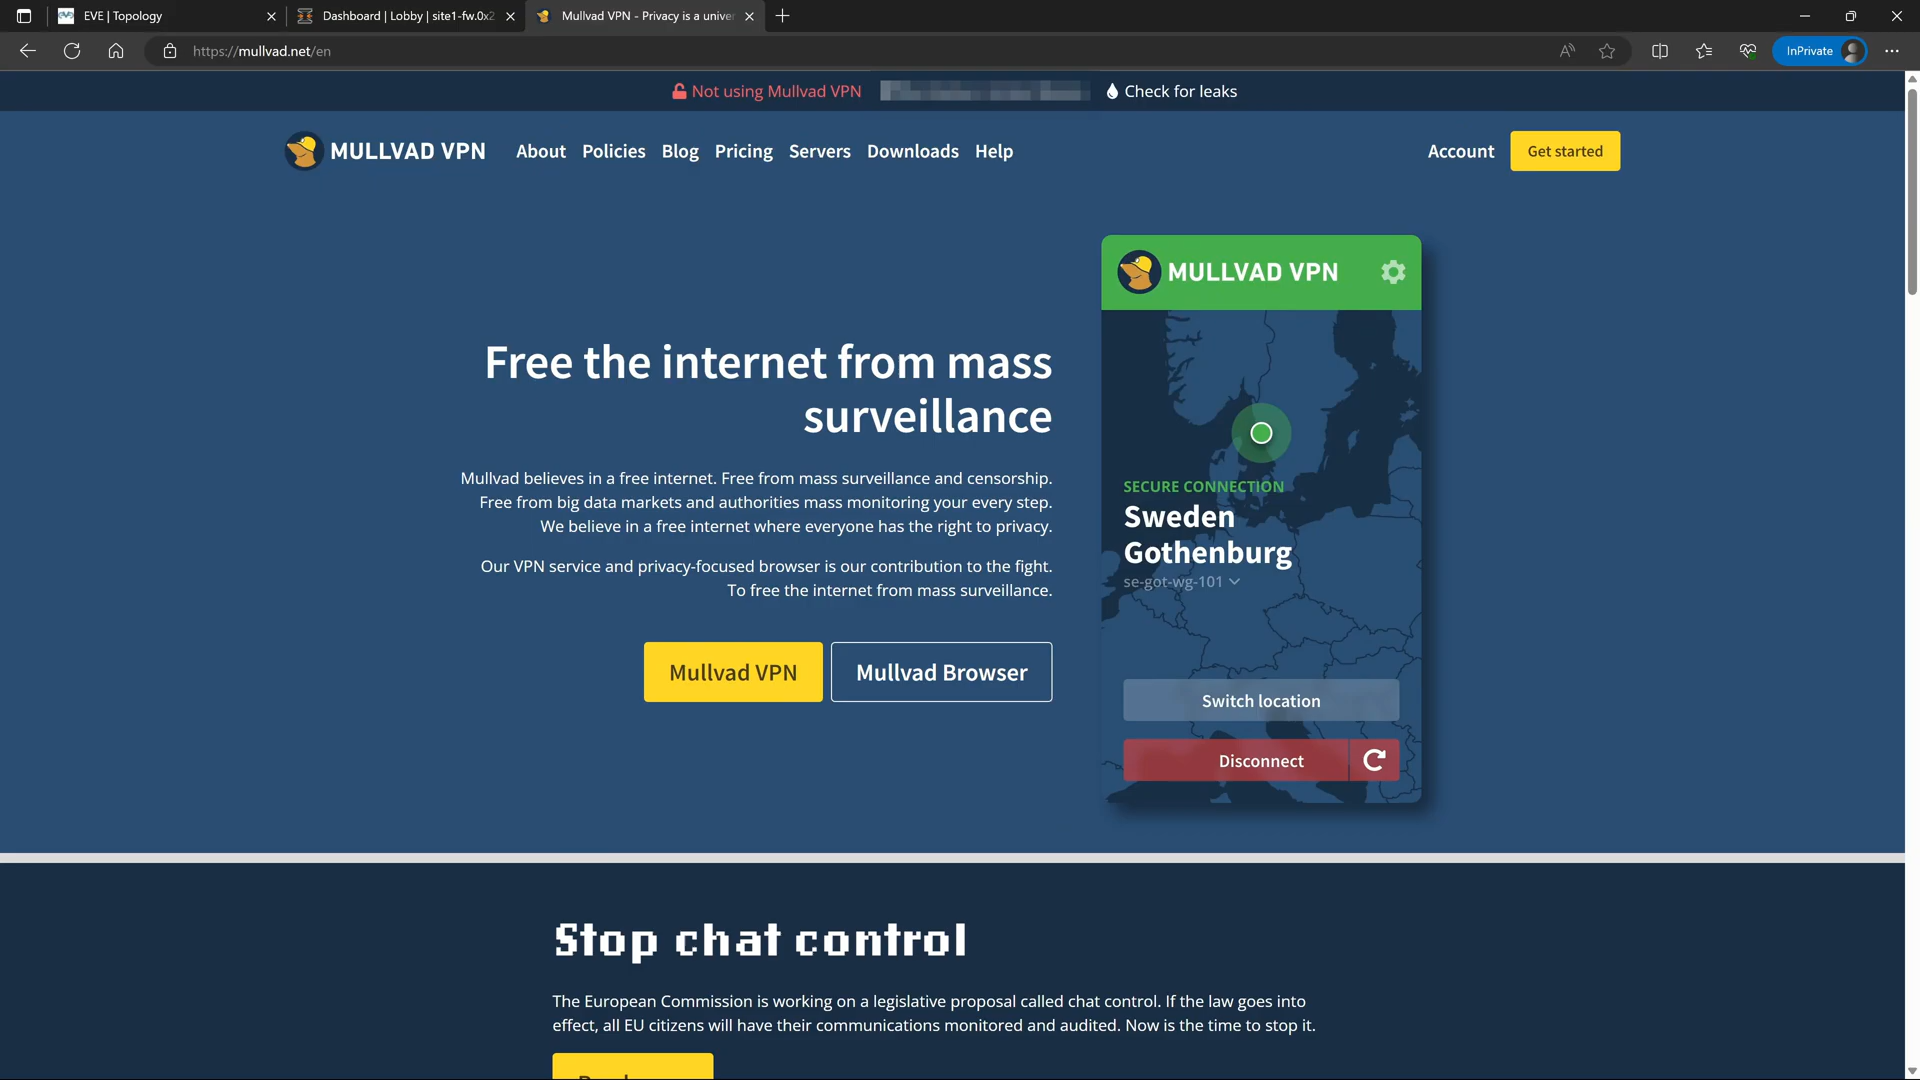 EVE | Topology
Dashboard | Lobby | site1-fw.0x2
Mullvad VPN - Privacy is a univer
https://mullvad.net/en
InPrivate
Not using Mullvad VPN
Check for leaks
MULLVAD VPN
About
Policies
Blog
Pricing
Servers
Downloads
Help
Account
Get started
Free the internet from mass
surveillance
Mullvad believes in a free internet. Free from mass surveillance and censorship.
Free from big data markets and authorities mass monitoring your every step.
We believe in a free internet where everyone has the right to privacy.
Our VPN service and privacy-focused browser is our contribution to the fight.
To free the internet from mass surveillance.
Mullvad VPN
Mullvad Browser
MULLVAD VPN
SECURE CONNECTION
Sweden
Gothenburg
se-got-wg-101
Switch location
Disconnect
Stop chat control
The European Commission is working on a legislative proposal called chat control. If the law goes into
effect, all EU citizens will have their communications monitored and audited. Now is the time to stop it.